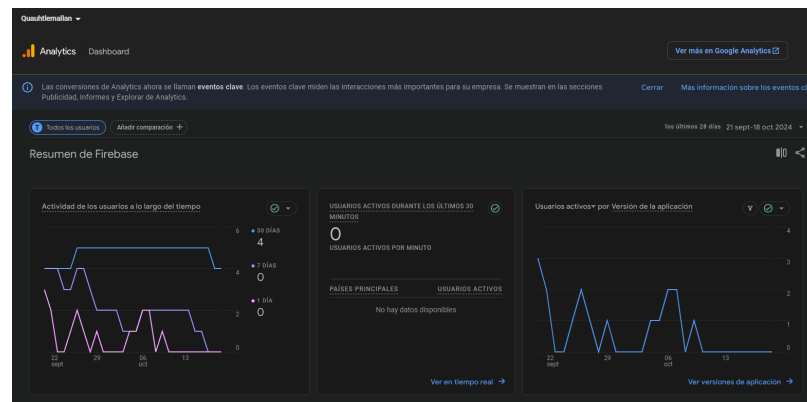 Quauhtlemallan
Analytics Dashboard
Ver más en Google Analytics
Las conversiones de Analytics ahora se llaman eventos clave. Los eventos clave miden las interacciones más importantes para su empresa. Se muestran en las secciones
Publicidad, Informes y Explorar de Analytics.
Cerrar
Más información sobre los eventos cl
T Todos los usuarios
Añadir comparación +
los últimos 28 días 21 sept-18 oct 2024
Resumen de Firebase
Actividad de los usuarios a lo largo del tiempo
6
4
2
0
30 DÍAS
4
7 DÍAS
0
1 DÍA
0
22
sept
29
06
oct
13
USUARIOS ACTIVOS DURANTE LOS ÚLTIMOS 30
MINUTOS
0
USUARIOS ACTIVOS POR MINUTO
PAÍSES PRINCIPALES USUARIOS ACTIVOS
No hay datos disponibles
Ver en tiempo real
Usuarios activos por Versión de la aplicación
4
3
2
1
0
22
sept
29
06
oct
13
Ver versiones de aplicación